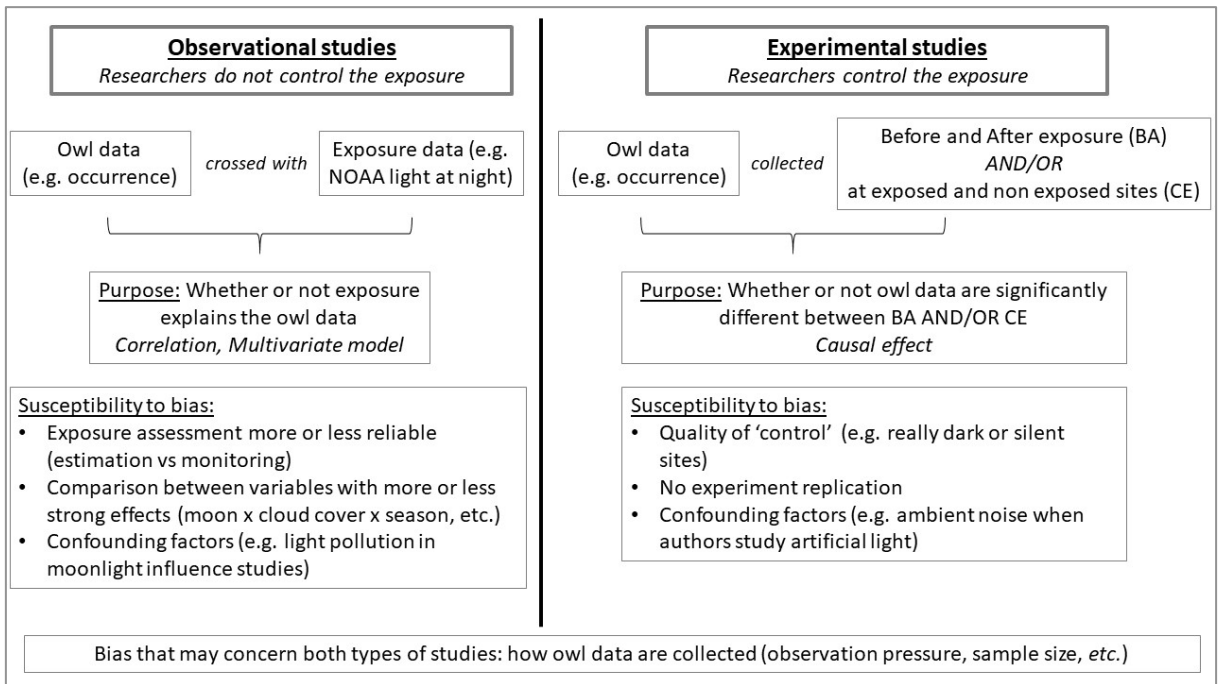 Observational studies
Researchers do not control the exposure
Owl data
(e.g. occurrence)
crossed with
Exposure data (e.g.
NOAA light at night)
Purpose: Whether or not exposure
explains the owl data
Correlation, Multivariate model
Susceptibility to bias:
• Exposure assessment more or less reliable
(estimation vs monitoring)
• Comparison between variables with more or less
strong effects (moon x cloud cover x season, etc.)
• Confounding factors (e.g. light pollution in
moonlight influence studies)
Experimental studies
Researchers control the exposure
Owl data
(e.g. occurrence)
collected
Before and After exposure (BA)
AND/OR
at exposed and non exposed sites (CE)
Purpose: Whether or not owl data are significantly
different between BA AND/OR CE
Causal effect
Susceptibility to bias:
• Quality of ‘control’ (e.g. really dark or silent
sites)
• No experiment replication
• Confounding factors (e.g. ambient noise when
authors study artificial light)
Bias that may concern both types of studies: how owl data are collected (observation pressure, sample size, etc.)